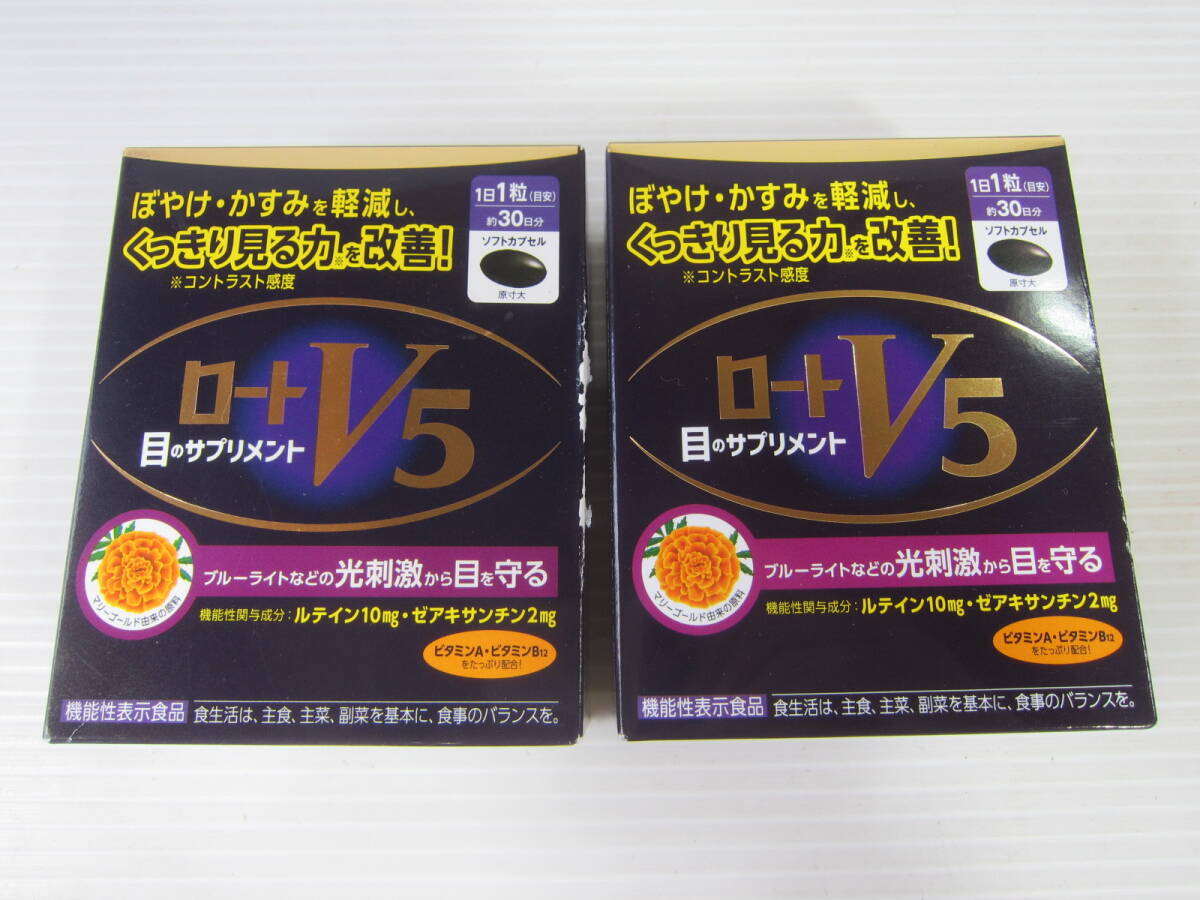 ぼやけ・かすみを軽減し、
くっきり見る力※を改善!
※コントラスト感度
1日1粒(目安)
約30日分
ソフトカプセル
原寸大
ロートV5
目のサプリメント
マリーゴールド由来の原料
ブルーライトなどの光刺激から目を守る
機能性関与成分:ルテイン10mg・ゼアキサンチン2mg
ビタミンA・ビタミンB12
をたっぷり配合!
機能性表示食品 食生活は、主食、主菜、副菜を基本に、食事のバランスを。
ぼやけ・かすみを軽減し、
くっきり見る力※を改善!
※コントラスト感度
1日1粒(目安)
約30日分
ソフトカプセル
原寸大
ロートV5
目のサプリメント
マリーゴールド由来の原料
ブルーライトなどの光刺激から目を守る
機能性関与成分:ルテイン10mg・ゼアキサンチン2mg
ビタミンA・ビタミンB12
をたっぷり配合!
機能性表示食品 食生活は、主食、主菜、副菜を基本に、食事のバランスを。